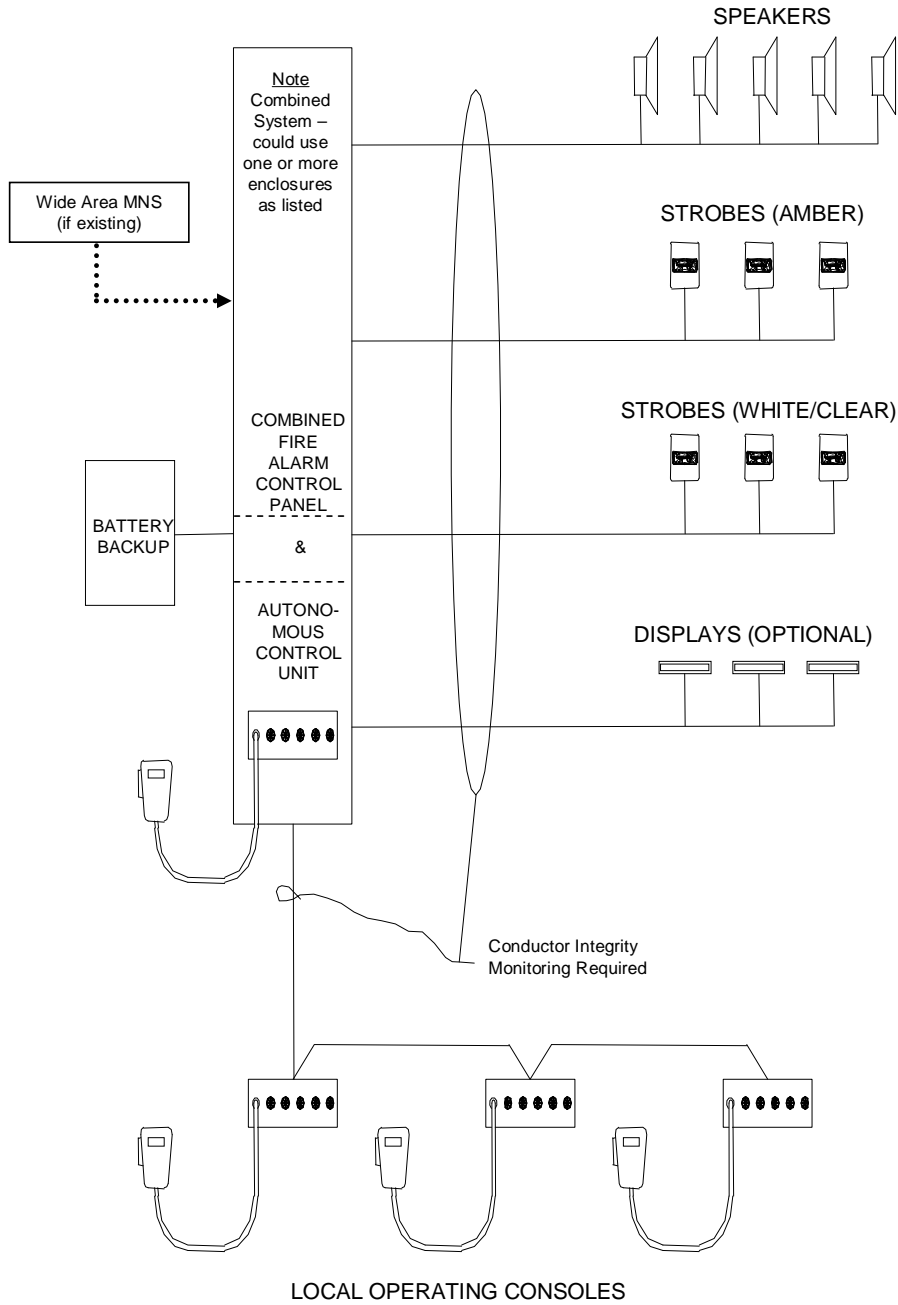 SPEAKERS
Note
Combined
System –
could use
one or more
enclosures
as listed
Wide Area MNS
(if existing)
STROBES (AMBER)
COMBINED
FIRE
ALARM
CONTROL
PANEL
&
AUTONO-
MOUS
CONTROL
UNIT
STROBES (WHITE/CLEAR)
BATTERY
BACKUP
DISPLAYS (OPTIONAL)
Conductor Integrity
Monitoring Required
LOCAL OPERATING CONSOLES